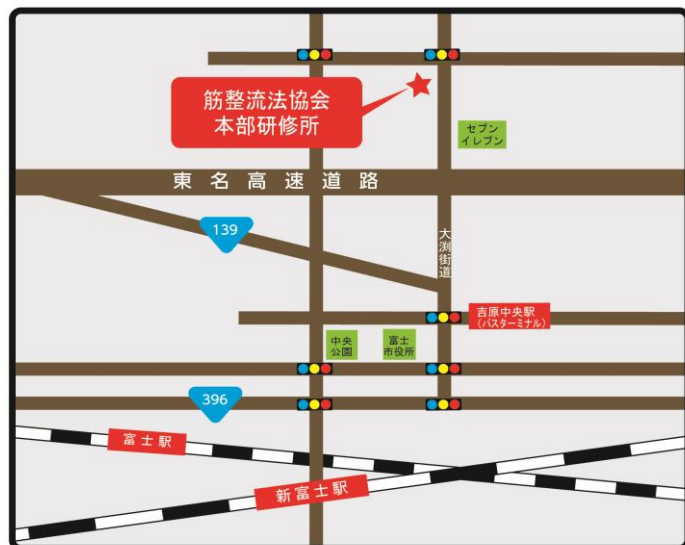 筋整流法協会
本部研修所
セブン
イレブン
東名高速道路
139
大渕街道
吉原中央駅
(バスターミナル)
中央
公園
富士
市役所
396
富士駅
新富士駅